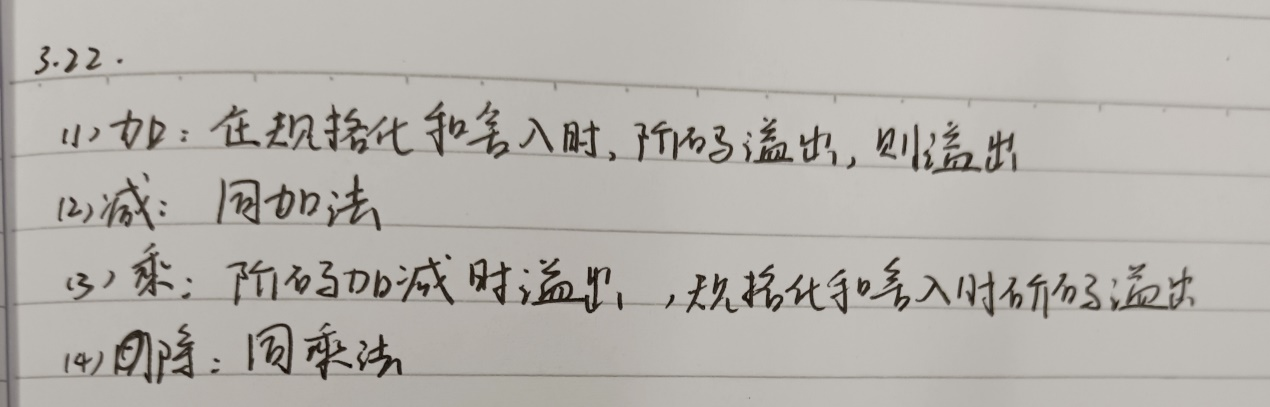 3.22.
(1) 加：在规格化和舍入时，阶码溢出，则溢出
(2) 减：同加法
(3) 乘：阶码加减时溢出，规格化和舍入时阶码溢出
(4) 除：同乘法